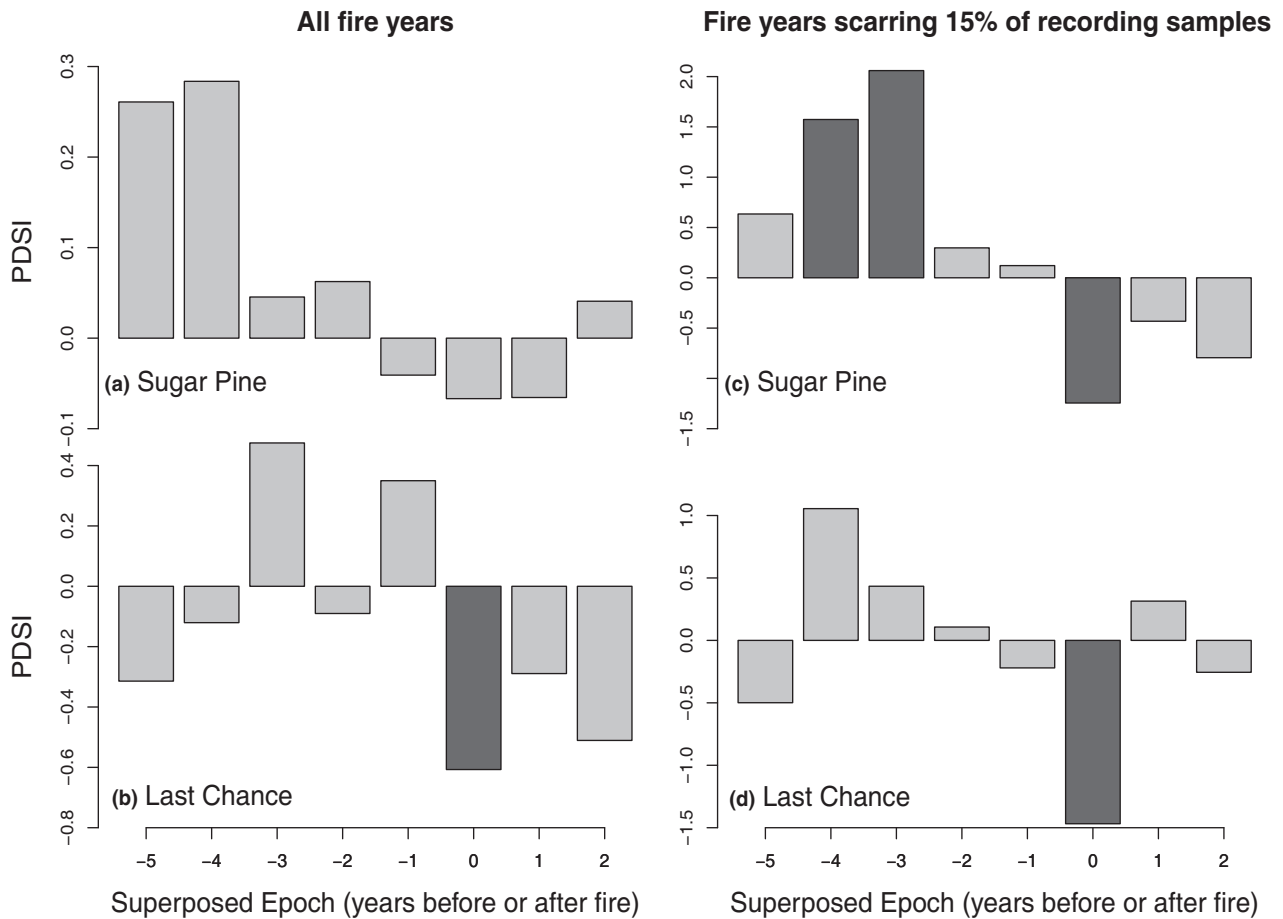 All fire years
Fire years scarring 15% of recording samples
PDSI
0.3
0.2
0.1
0.0
−0.1
(a) Sugar Pine
2.0
1.5
1.0
0.5
0.0
−0.5
−1.5
(c) Sugar Pine
PDSI
0.4
0.2
0.0
−0.2
−0.4
−0.6
−0.8
(b) Last Chance
−5 −4 −3 −2 −1 0 1 2
Superposed Epoch (years before or after fire)
1.0
0.5
0.0
−0.5
−1.0
−1.5
(d) Last Chance
−5 −4 −3 −2 −1 0 1 2
Superposed Epoch (years before or after fire)